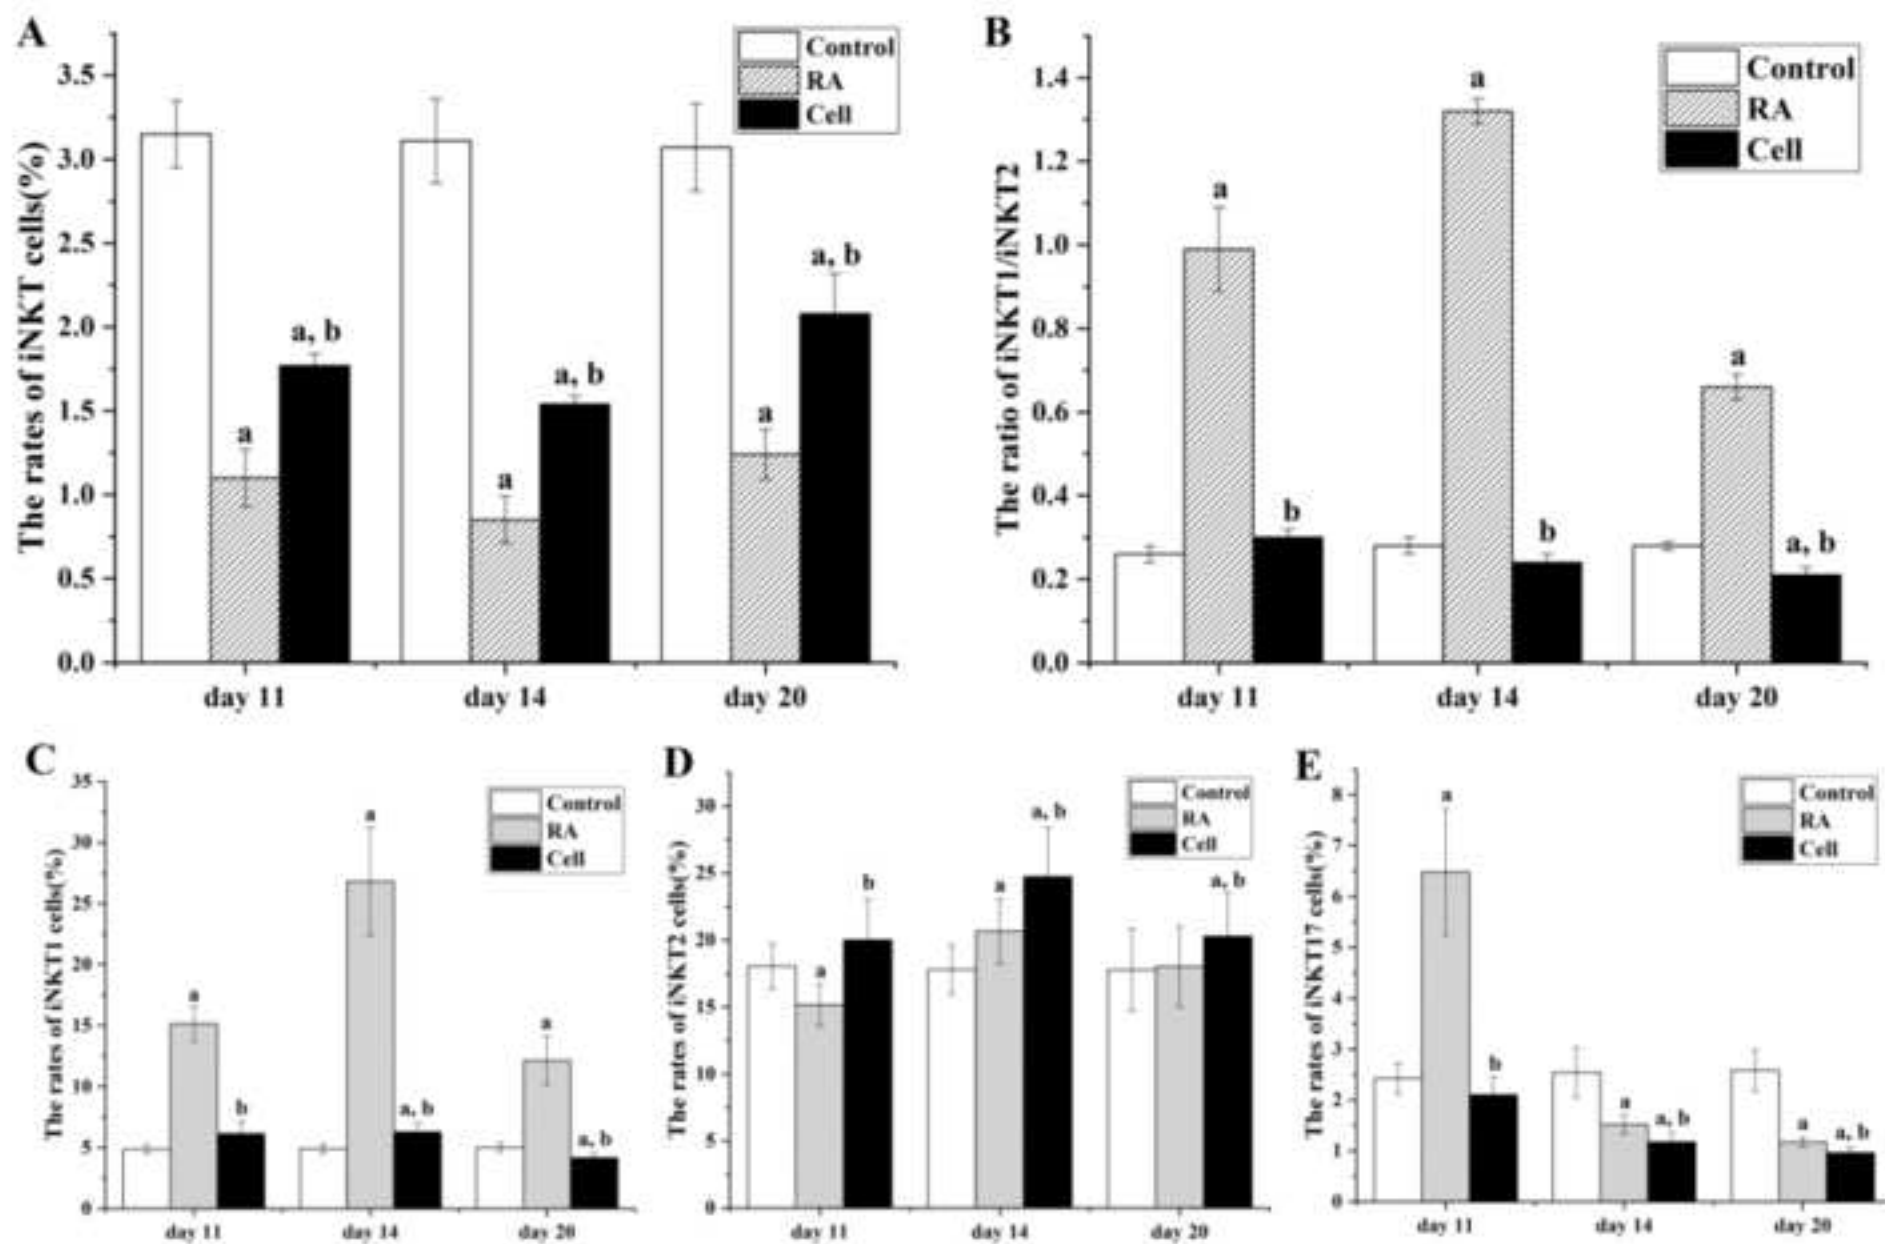 A
The rates of iNKT cells(%)
3.5
3.0
2.5
2.0
1.5
1.0
0.5
0.0
Control
RA
Cell
a
a, b
a
a, b
a
a, b
day 11
day 14
day 20
B
The ratio of iNKT1/iNKT2
1.4
1.2
1.0
0.8
0.6
0.4
0.2
0.0
Control
RA
Cell
a
b
a
b
a
a, b
day 11
day 14
day 20
C
The rates of iNKT1 cells(%)
35
30
25
20
15
10
5
0
Control
RA
Cell
a
b
a
a, b
a
a, b
day 11
day 14
day 20
D
The rates of iNKT2 cells(%)
30
25
20
15
10
5
0
Control
RA
Cell
a
b
a
a, b
a, b
day 11
day 14
day 20
E
The rates of iNKT17 cells(%)
8
7
6
5
4
3
2
1
0
Control
RA
Cell
a
b
a
a, b
a
a, b
day 11
day 14
day 20